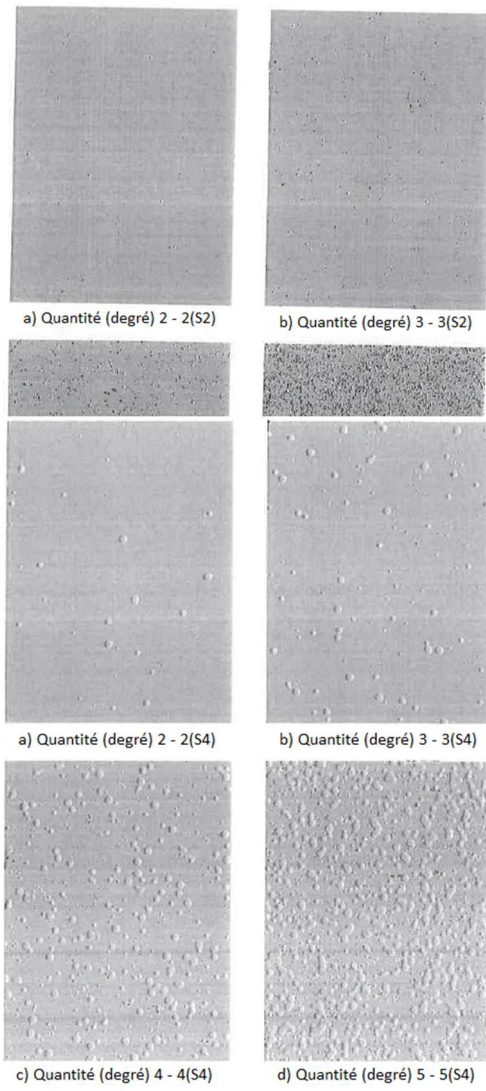 a) Quantité (degré) 2 - 2(S2)
b) Quantité (degré) 3 - 3(S2)
a) Quantité (degré) 2 - 2(S4)
b) Quantité (degré) 3 - 3(S4)
c) Quantité (degré) 4 - 4(S4)
d) Quantité (degré) 5 - 5(S4)